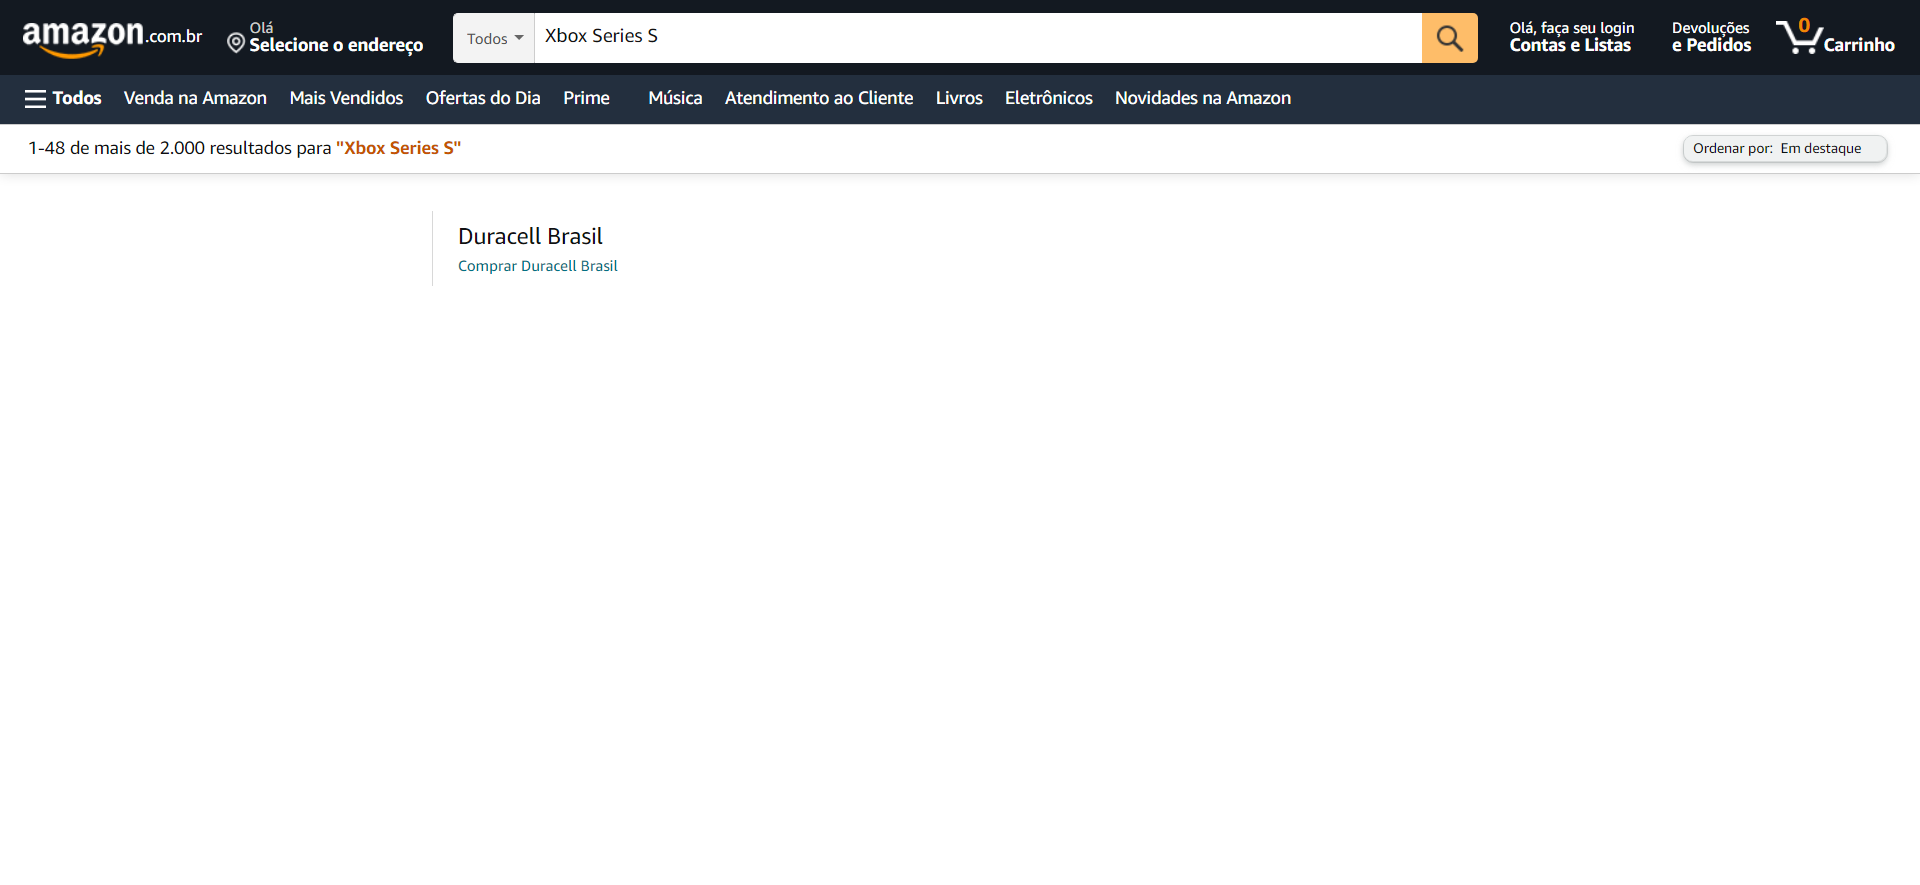 amazon.com.br
Olá
Selecione o endereço
Todos
Xbox Series S
Olá, faça seu login
Contas e Listas
Devoluções
e Pedidos
0
Carrinho
Todos
Venda na Amazon
Mais Vendidos
Ofertas do Dia
Prime
Música
Atendimento ao Cliente
Livros
Eletrônicos
Novidades na Amazon
1-48 de mais de 2.000 resultados para "Xbox Series S"
Ordenar por: Em destaque
Duracell Brasil
Comprar Duracell Brasil